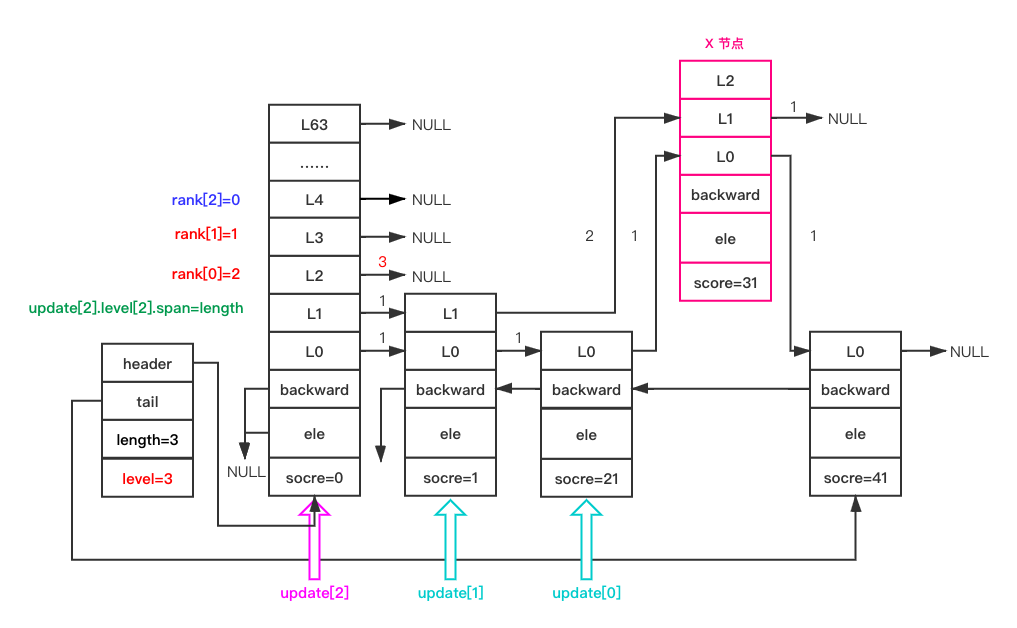 X 节点
L2
L1
1
NULL
L0
backward
ele
score=31
L63
NULL
......
L4
NULL
L3
NULL
L2
3
NULL
L1
1
L0
1
backward
ele
NULL
socre=0
rank[2]=0
rank[1]=1
rank[0]=2
update[2].level[2].span=length
header
tail
length=3
level=3
L1
L0
1
backward
ele
socre=1
2
1
1
L0
backward
ele
socre=21
L0
NULL
backward
ele
socre=41
update[2]
update[1]
update[0]